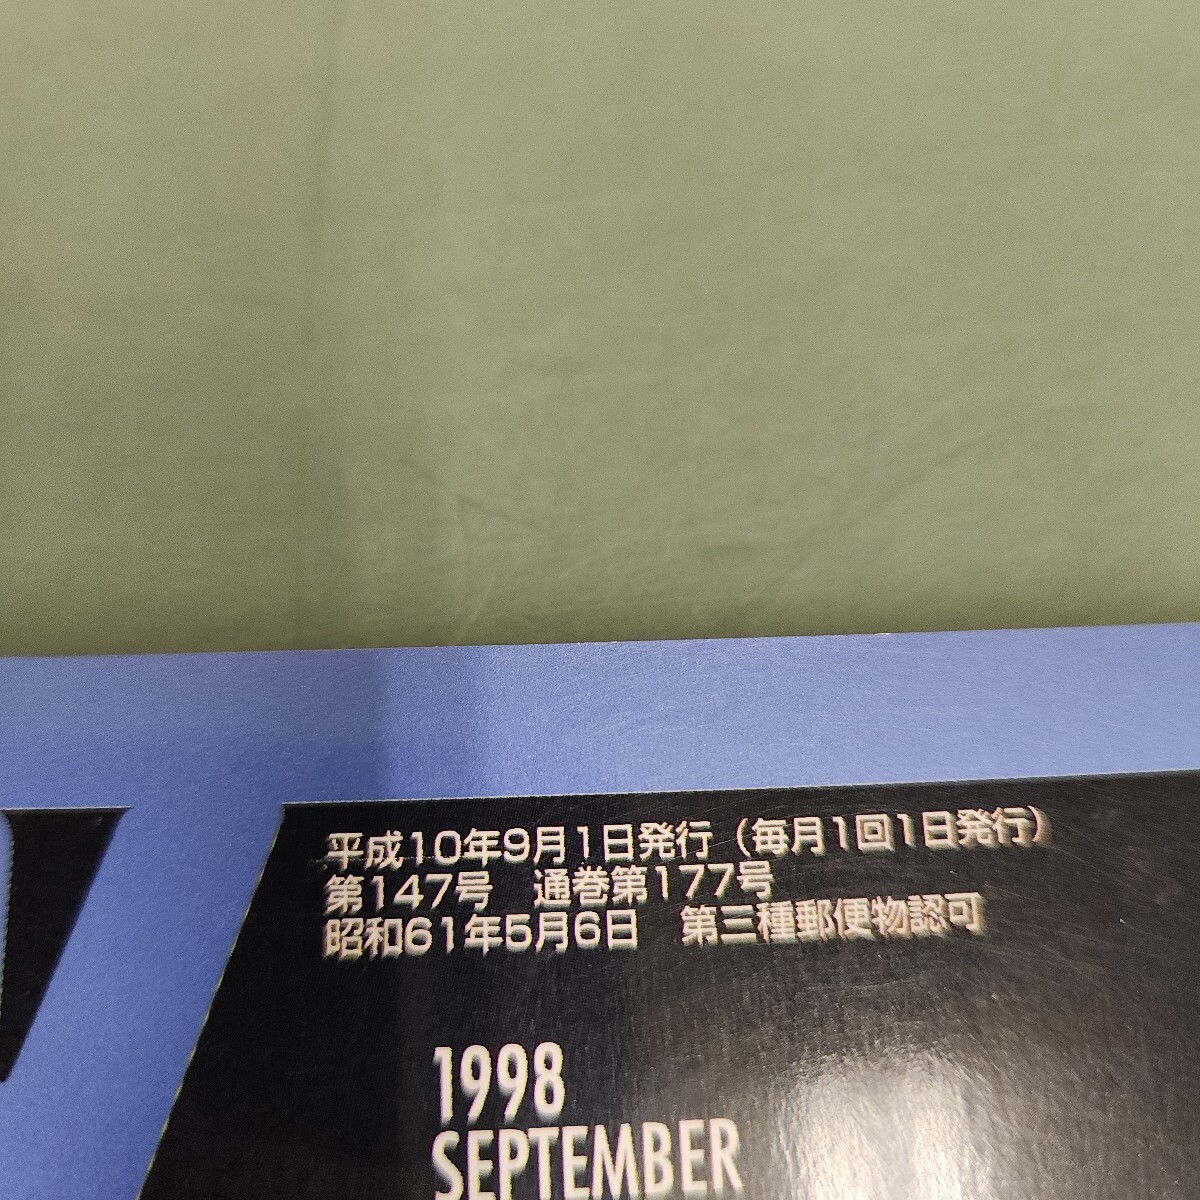 平成10年9月1日発行（毎月1回1日発行）
第147号　通巻第177号
昭和61年5月6日　第三種郵便物認可
1998
SEPTEMBER